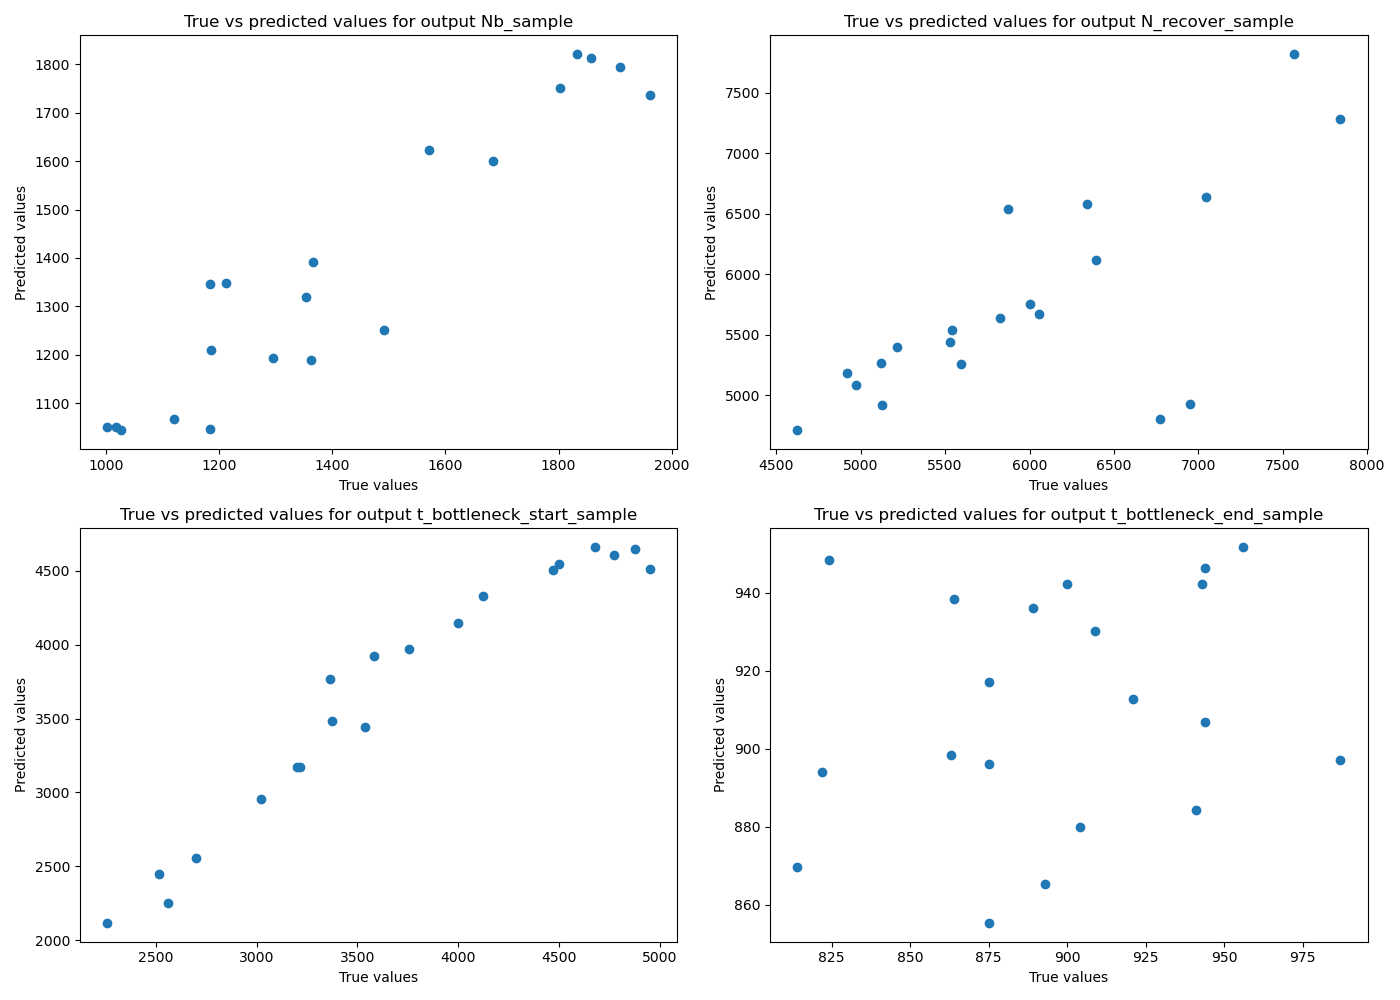 True vs predicted values for output Nb_sample
1800
1700
1600
1500
1400
1300
1200
1100
Predicted values
1000 1200 1400 1600 1800 2000
True values
True vs predicted values for output N_recover_sample
7500
7000
6500
6000
5500
5000
Predicted values
4500 5000 5500 6000 6500 7000 7500 8000
True values
True vs predicted values for output t_bottleneck_start_sample
4500
4000
3500
3000
2500
2000
Predicted values
2500 3000 3500 4000 4500 5000
True values
True vs predicted values for output t_bottleneck_end_sample
940
920
900
880
860
Predicted values
825 850 875 900 925 950 975
True values